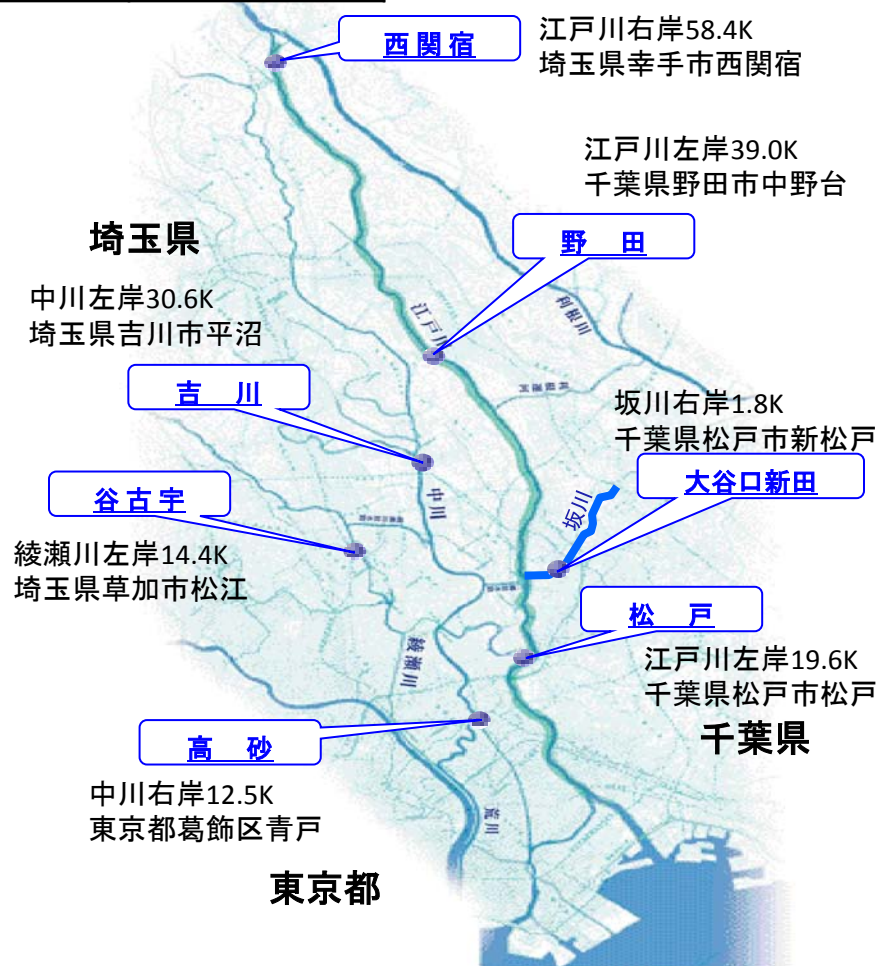 西関宿
江戸川右岸58.4K
埼玉県幸手市西関宿
江戸川左岸39.0K
千葉県野田市中野台
野　田
埼玉県
中川左岸30.6K
埼玉県吉川市平沼
江戸川
利根川
利根運河
吉　川
坂川右岸1.8K
千葉県松戸市新松戸
大谷口新田
谷古宇
中川
坂川
綾瀬川左岸14.4K
埼玉県草加市松江
松　戸
綾瀬川
江戸川左岸19.6K
千葉県松戸市松戸
千葉県
高　砂
中川右岸12.5K
東京都葛飾区青戸
荒川
東京都